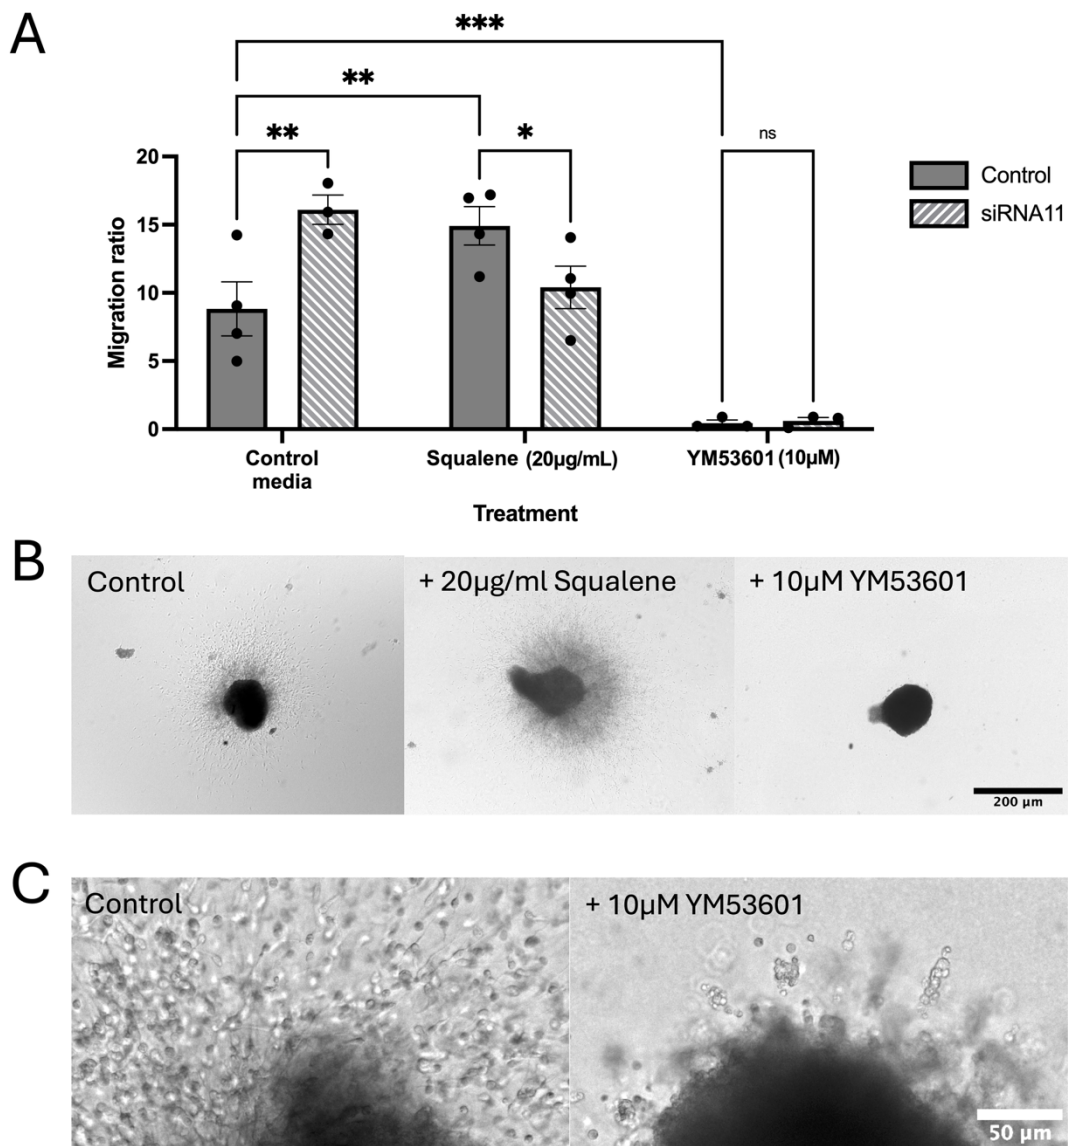 A
***
**
**
*
ns
20
15
10
5
0
Migration ratio
Control
siRNA11
Control media
Squalene (20µg/mL)
YM53601 (10µM)
Treatment
B
Control
+ 20µg/ml Squalene
+ 10µM YM53601
200 µm
C
Control
+ 10µM YM53601
50 µm